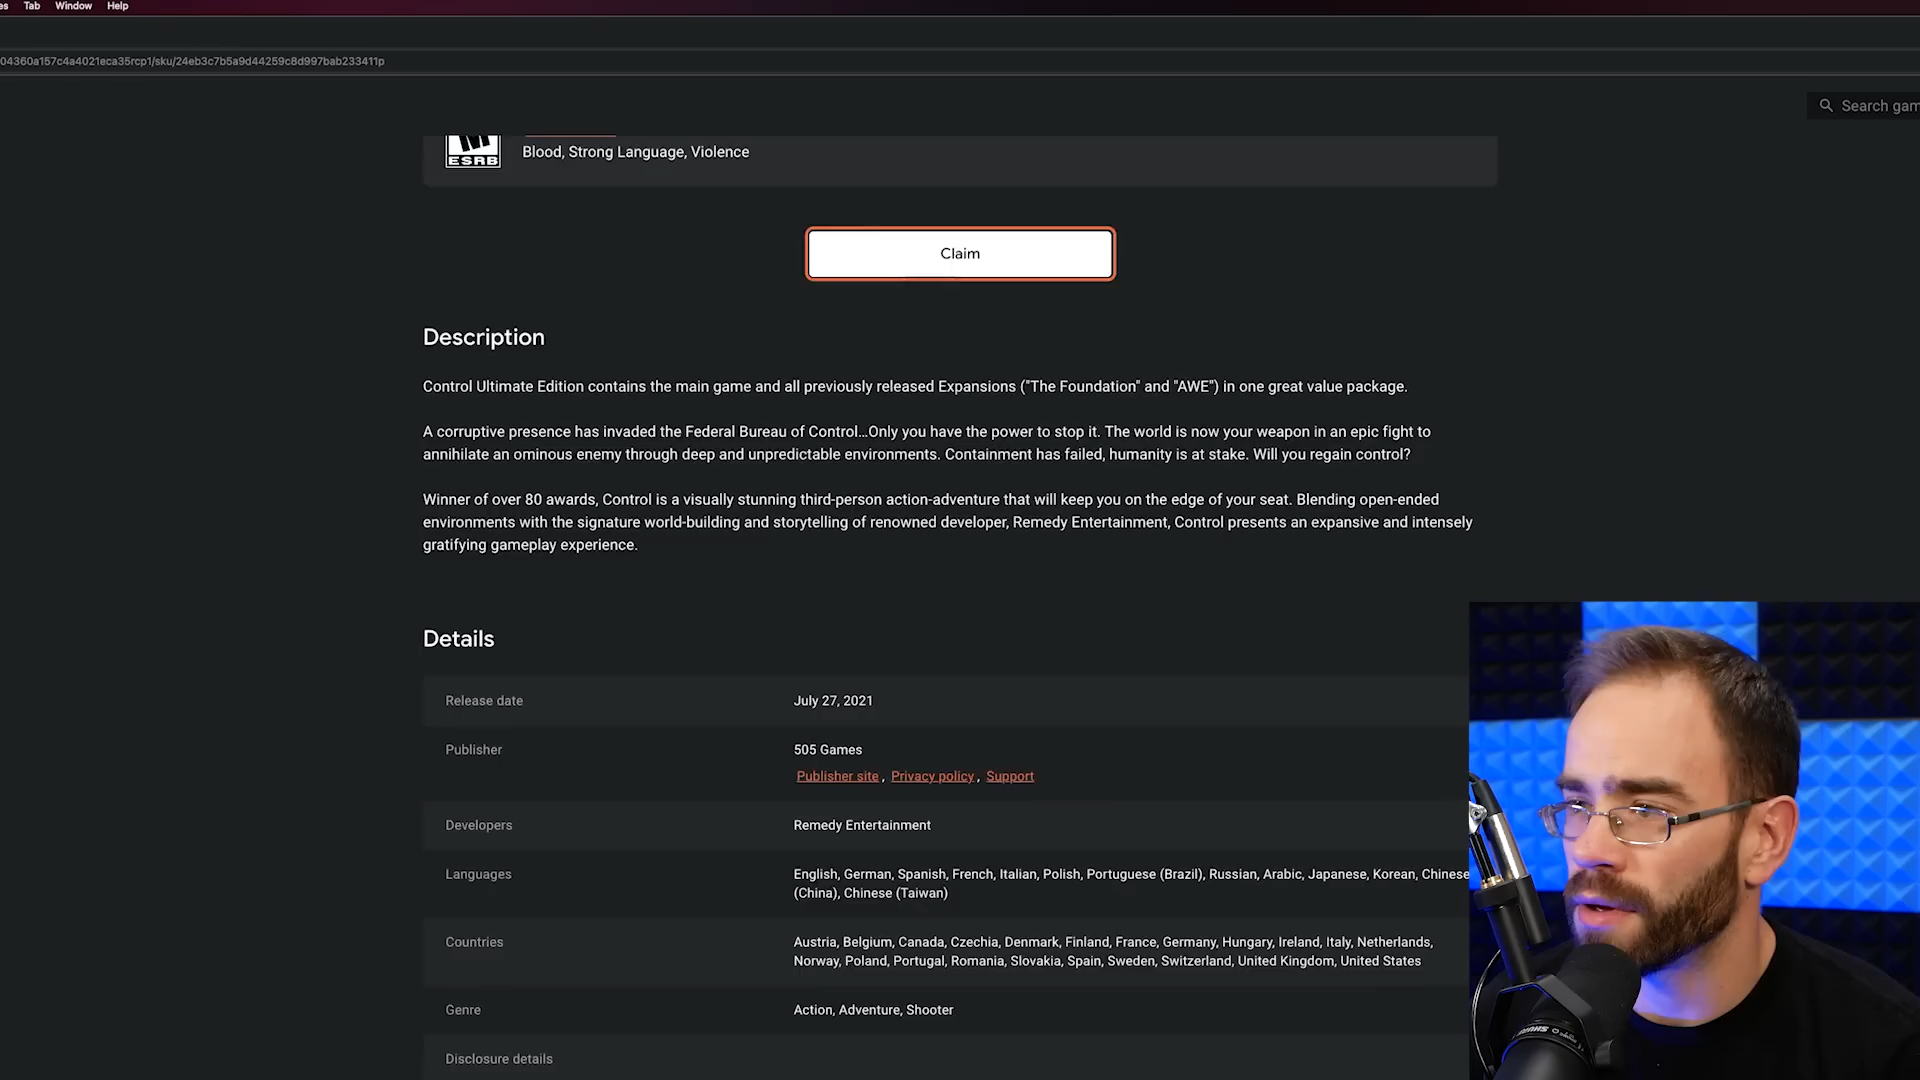 Tab Window Help
04360a157c4a4021eca35rcp1/sku/24eb3c7b5a9d44259c8d997bab233411p
Search gam
ESRB
Blood, Strong Language, Violence
Claim
Description
Control Ultimate Edition contains the main game and all previously released Expansions ("The Foundation" and "AWE") in one great value package.
A corruptive presence has invaded the Federal Bureau of Control...Only you have the power to stop it. The world is now your weapon in an epic fight to
annihilate an ominous enemy through deep and unpredictable environments. Containment has failed, humanity is at stake. Will you regain control?
Winner of over 80 awards, Control is a visually stunning third-person action-adventure that will keep you on the edge of your seat. Blending open-ended
environments with the signature world-building and storytelling of renowned developer, Remedy Entertainment, Control presents an expansive and intensely
gratifying gameplay experience.
Details
Release date July 27, 2021
Publisher 505 Games
Publisher site, Privacy policy, Support
Developers Remedy Entertainment
Languages English, German, Spanish, French, Italian, Polish, Portuguese (Brazil), Russian, Arabic, Japanese, Korean, Chinese
(China), Chinese (Taiwan)
Countries Austria, Belgium, Canada, Czechia, Denmark, Finland, France, Germany, Hungary, Ireland, Italy, Netherlands,
Norway, Poland, Portugal, Romania, Slovakia, Spain, Sweden, Switzerland, United Kingdom, United States
Genre Action, Adventure, Shooter
Disclosure details
SHURE